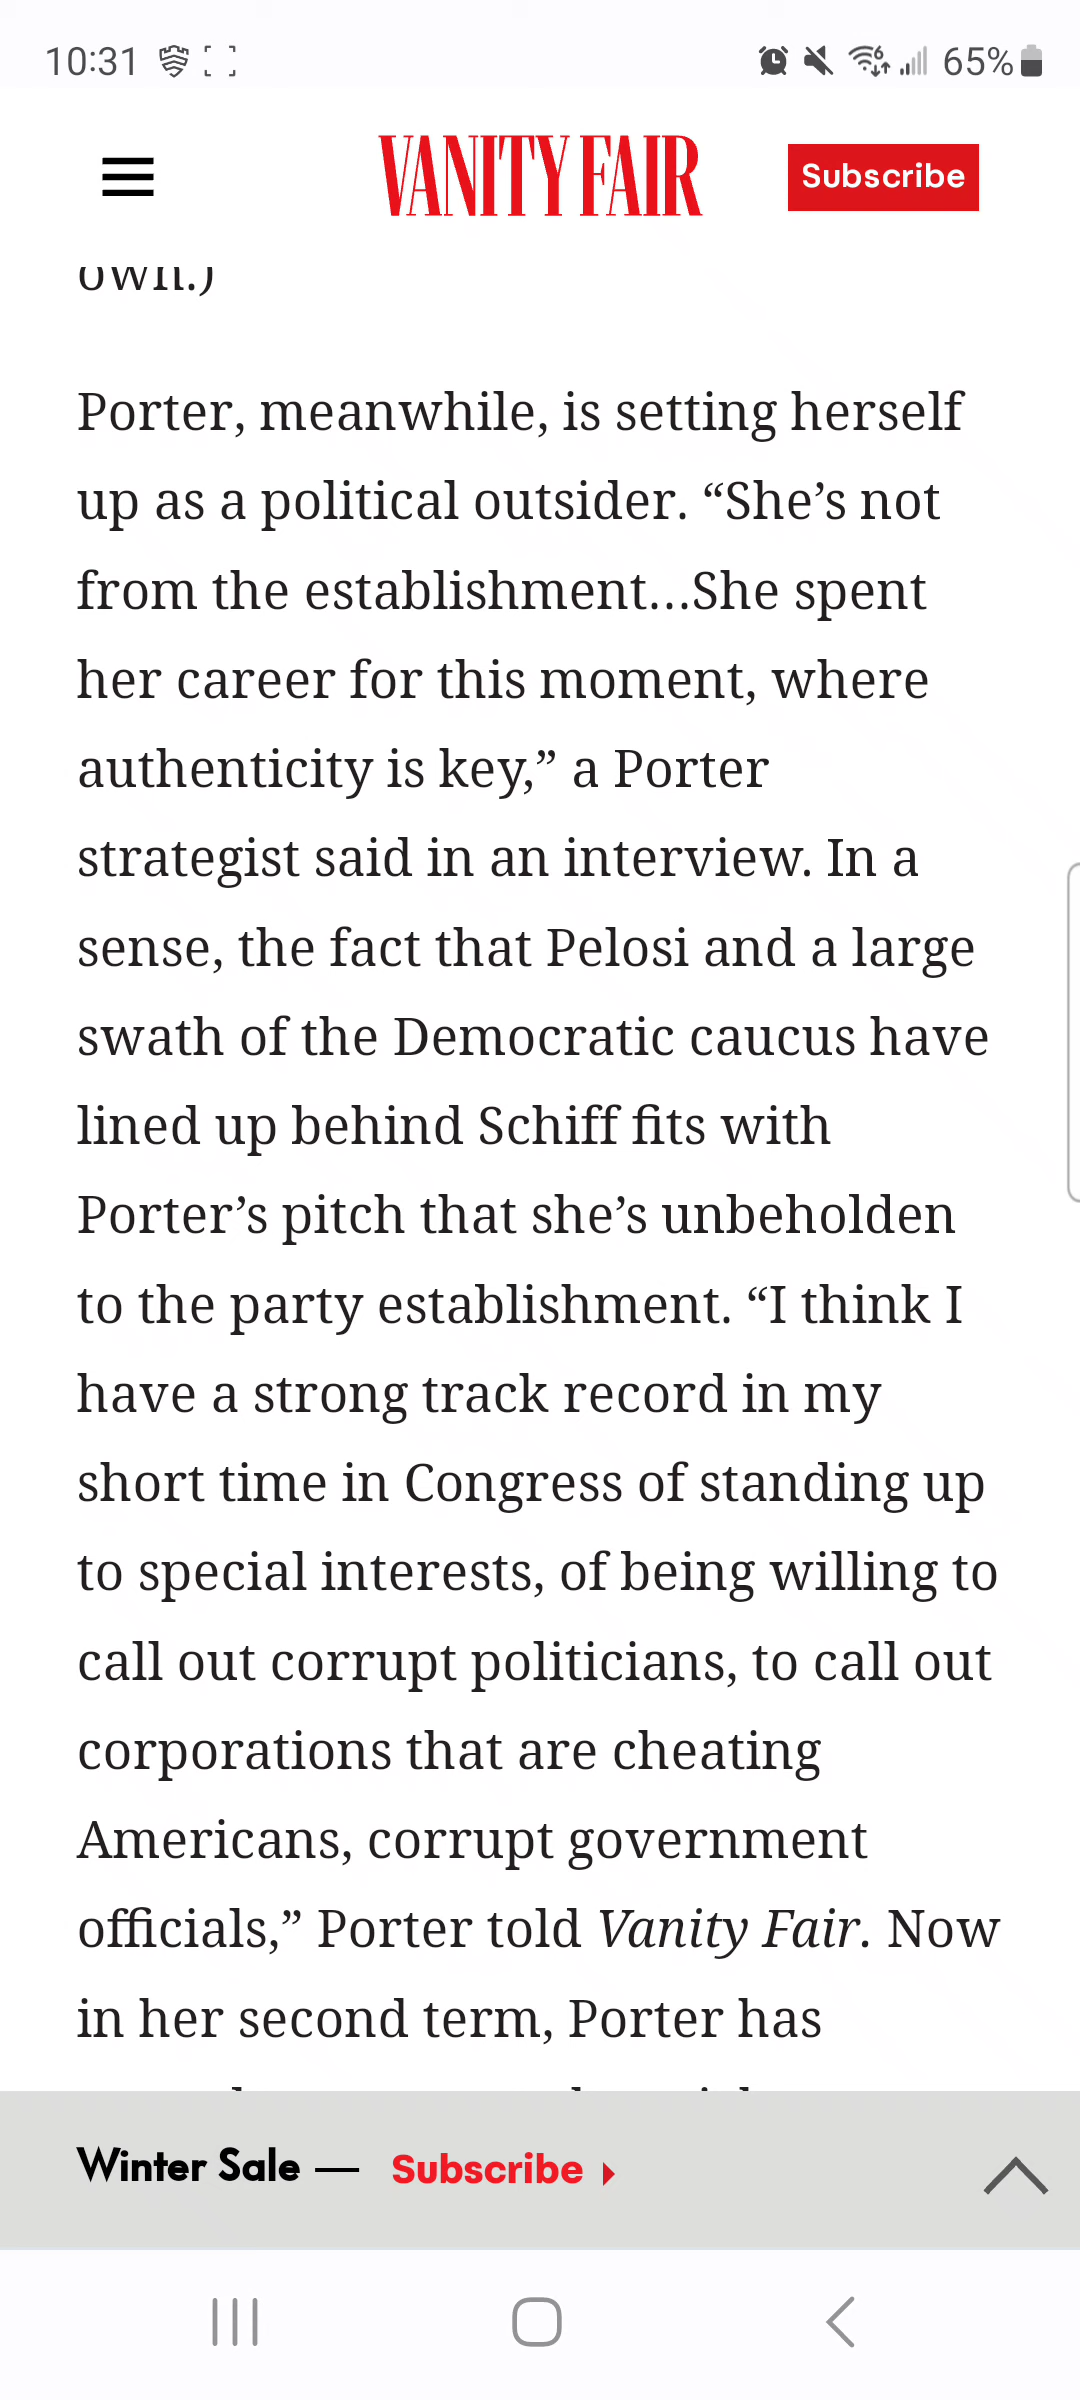 10:31 65%
VANITY FAIR Subscribe
own.)
Porter, meanwhile, is setting herself
up as a political outsider. “She’s not
from the establishment…She spent
her career for this moment, where
authenticity is key,” a Porter
strategist said in an interview. In a
sense, the fact that Pelosi and a large
swath of the Democratic caucus have
lined up behind Schiff fits with
Porter’s pitch that she’s unbeholden
to the party establishment. “I think I
have a strong track record in my
short time in Congress of standing up
to special interests, of being willing to
call out corrupt politicians, to call out
corporations that are cheating
Americans, corrupt government
officials,” Porter told Vanity Fair. Now
in her second term, Porter has
Winter Sale — Subscribe